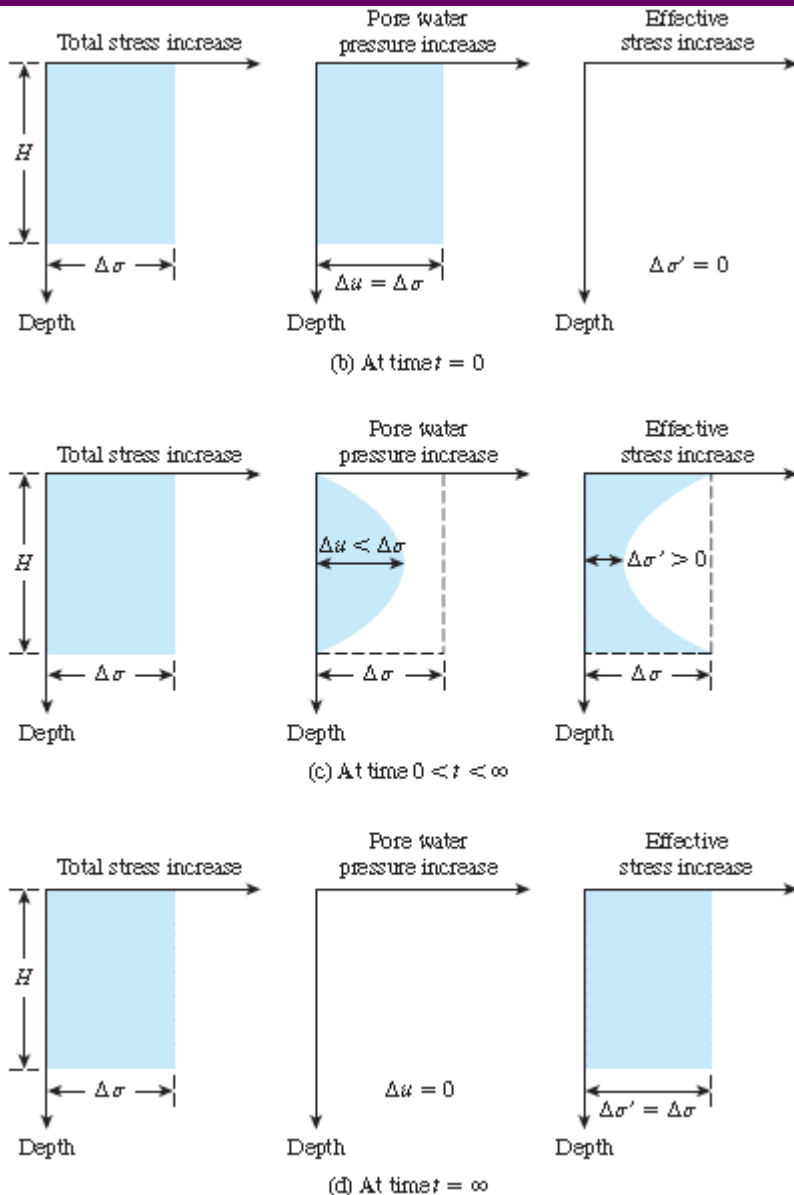 Total stress increase
Pore water
pressure increase
Effective
stress increase
H
Δσ
Δu = Δσ
Δσ′ = 0
Depth
Depth
Depth
(b) At time t = 0
Total stress increase
Pore water
pressure increase
Effective
stress increase
H
Δu < Δσ
Δσ′ > 0
Δσ
Δσ
Δσ
Depth
Depth
Depth
(c) At time 0 < t < ∞
Total stress increase
Pore water
pressure increase
Effective
stress increase
H
Δσ
Δu = 0
Δσ′ = Δσ
Depth
Depth
Depth
(d) At time t = ∞